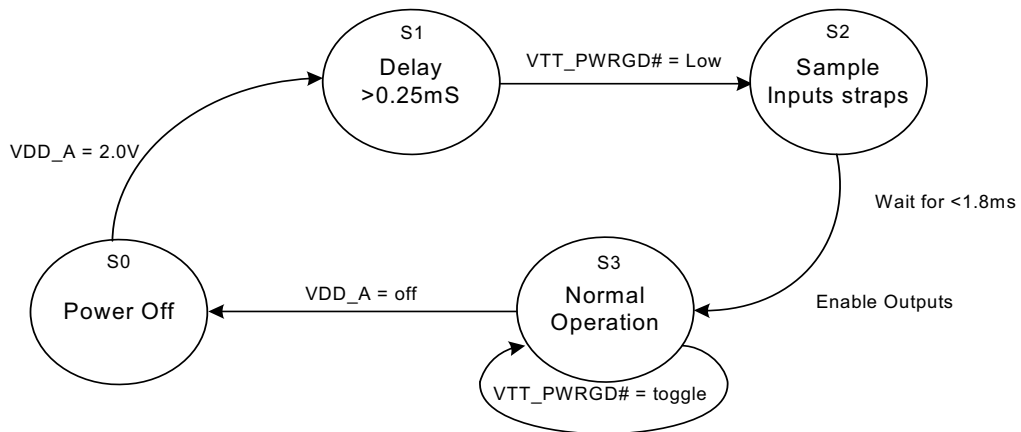 S1
Delay
>0.25mS
VTT_PWRGD# = Low
S2
Sample
Inputs straps
VDD_A = 2.0V
Wait for <1.8ms
S0
Power Off
VDD_A = off
S3
Normal
Operation
Enable Outputs
VTT_PWRGD# = toggle